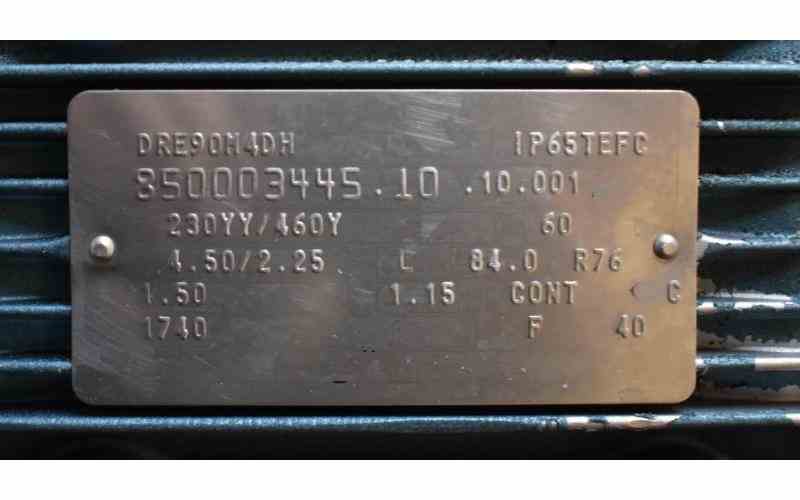 DRE90M4DH IP65TEFC
850003445.10 .10.001
230YY/460Y 60
4.50/2.25 L 84.0 R76
1.50 1.15 CONT C
1740 F 40